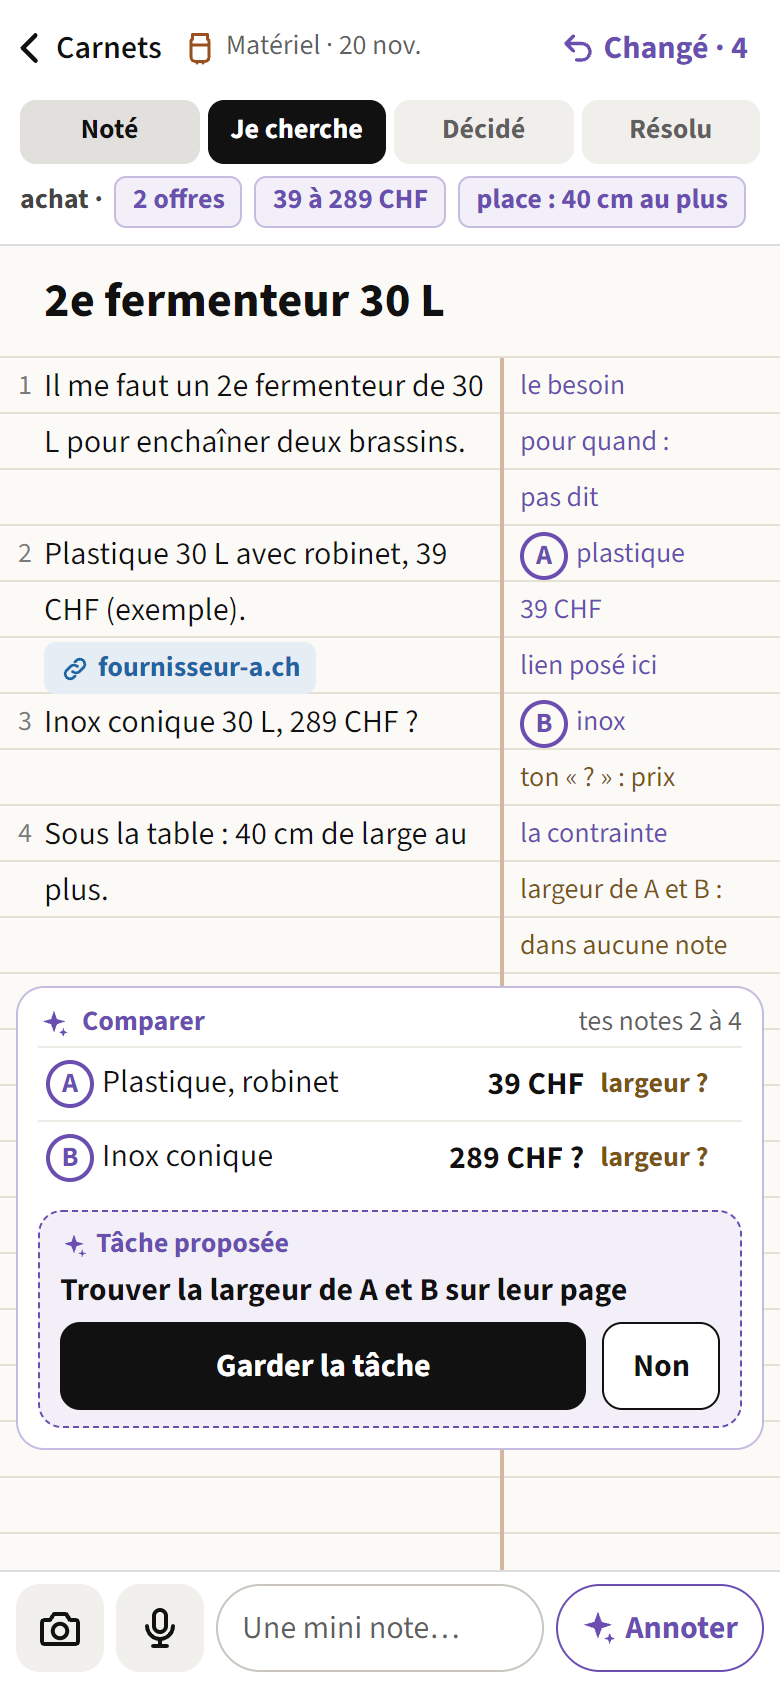 Carnets
Matériel · 20 nov.
Changé · 4
Noté
Je cherche
Décidé
Résolu
achat ·
2 offres
39 à 289 CHF
place : 40 cm au plus
2e fermenteur 30 L
1 Il me faut un 2e fermenteur de 30
L pour enchaîner deux brassins.
le besoin
pour quand :
pas dit
2 Plastique 30 L avec robinet, 39
CHF (exemple).
fournisseur-a.ch
A plastique
39 CHF
lien posé ici
3 Inox conique 30 L, 289 CHF ?
B inox
ton « ? » : prix
4 Sous la table : 40 cm de large au
plus.
la contrainte
largeur de A et B :
dans aucune note
Comparer
tes notes 2 à 4
A Plastique, robinet 39 CHF largeur ?
B Inox conique 289 CHF ? largeur ?
Tâche proposée
Trouver la largeur de A et B sur leur page
Garder la tâche
Non
Une mini note...
Annoter